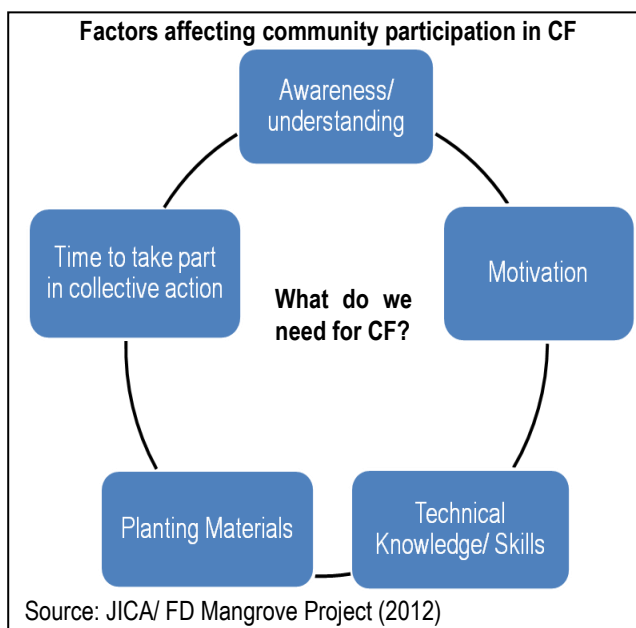 Factors affecting community participation in CF
Awareness/
understanding
Time to take part
in collective action
Motivation
What do we
need for CF?
Planting Materials
Technical
Knowledge/ Skills
Source: JICA/ FD Mangrove Project (2012)